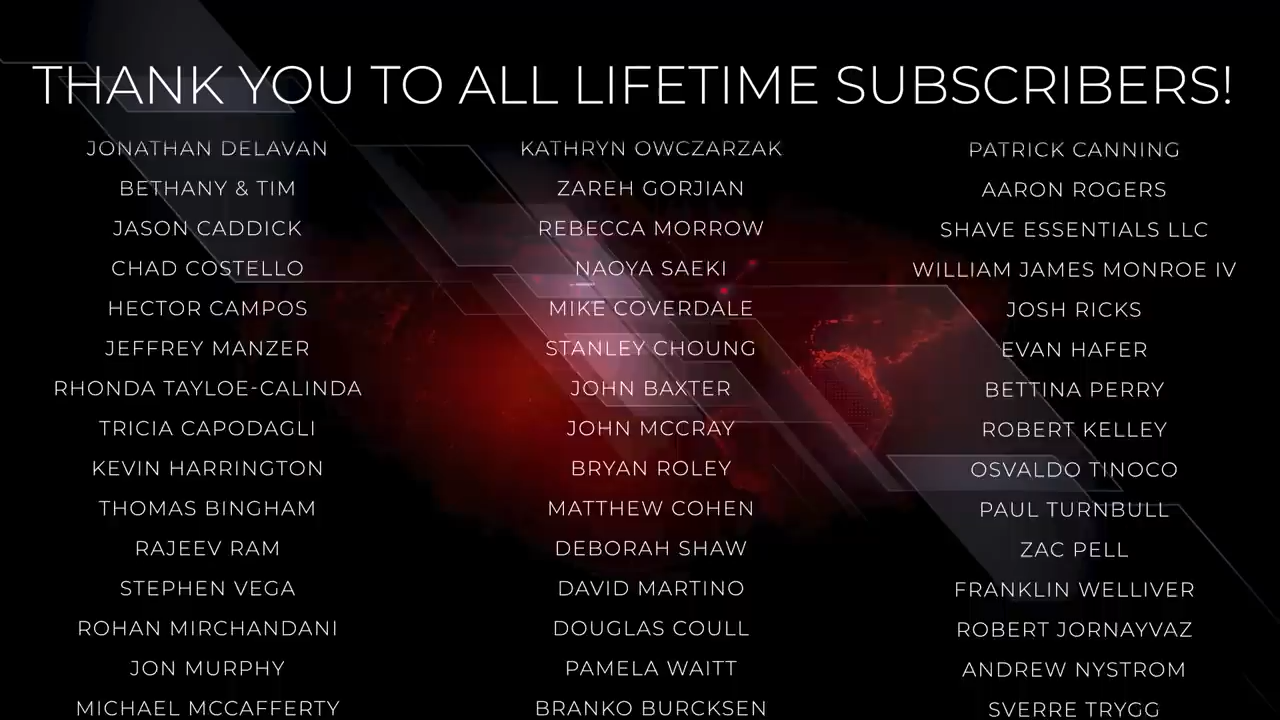 THANK YOU TO ALL LIFETIME SUBSCRIBERS!
JONATHAN DELAVAN
BETHANY & TIM
JASON CADDICK
CHAD COSTELLO
HECTOR CAMPOS
JEFFREY MANZER
RHONDA TAYLOE-CALINDA
TRICIA CAPODAGLI
KEVIN HARRINGTON
THOMAS BINGHAM
RAJEEV RAM
STEPHEN VEGA
ROHAN MIRCHANDANI
JON MURPHY
MICHAEL MCCAFFERTY
KATHRYN OWCZARZAK
ZAREH GORJIAN
REBECCA MORROW
NAOYA SAEKI
MIKE COVERDALE
STANLEY CHOUNG
JOHN BAXTER
JOHN MCCRAY
BRYAN ROLEY
MATTHEW COHEN
DEBORAH SHAW
DAVID MARTINO
DOUGLAS COULL
PAMELA WAITT
BRANKO BURCKSEN
PATRICK CANNING
AARON ROGERS
SHAVE ESSENTIALS LLC
WILLIAM JAMES MONROE IV
JOSH RICKS
EVAN HAFER
BETTINA PERRY
ROBERT KELLEY
OSVALDO TINOCO
PAUL TURNBULL
ZAC PELL
FRANKLIN WELLIVER
ROBERT JORNAYVAZ
ANDREW NYSTROM
SVERRE TRYGG